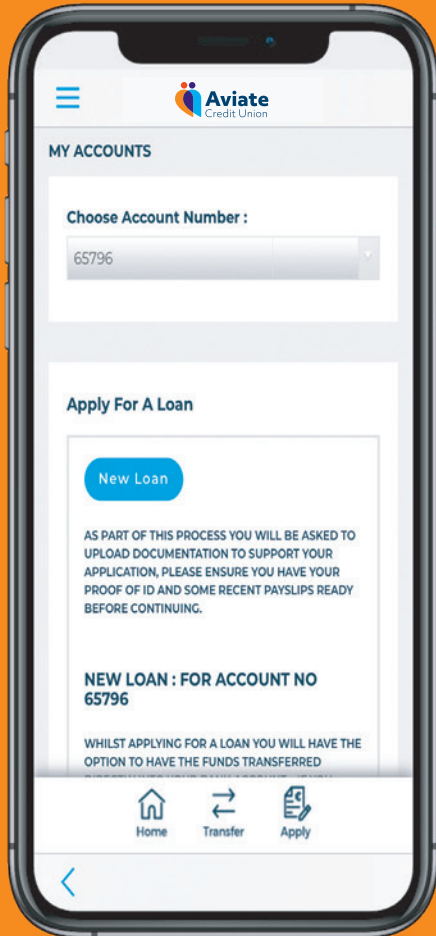 Aviate
Credit Union
MY ACCOUNTS
Choose Account Number :
65796
Apply For A Loan
New Loan
AS PART OF THIS PROCESS YOU WILL BE ASKED TO
UPLOAD DOCUMENTATION TO SUPPORT YOUR
APPLICATION, PLEASE ENSURE YOU HAVE YOUR
PROOF OF ID AND SOME RECENT PAYSLIPS READY
BEFORE CONTINUING.
NEW LOAN : FOR ACCOUNT NO
65796
WHILST APPLYING FOR A LOAN YOU WILL HAVE THE
OPTION TO HAVE THE FUNDS TRANSFERRED
Home Transfer Apply